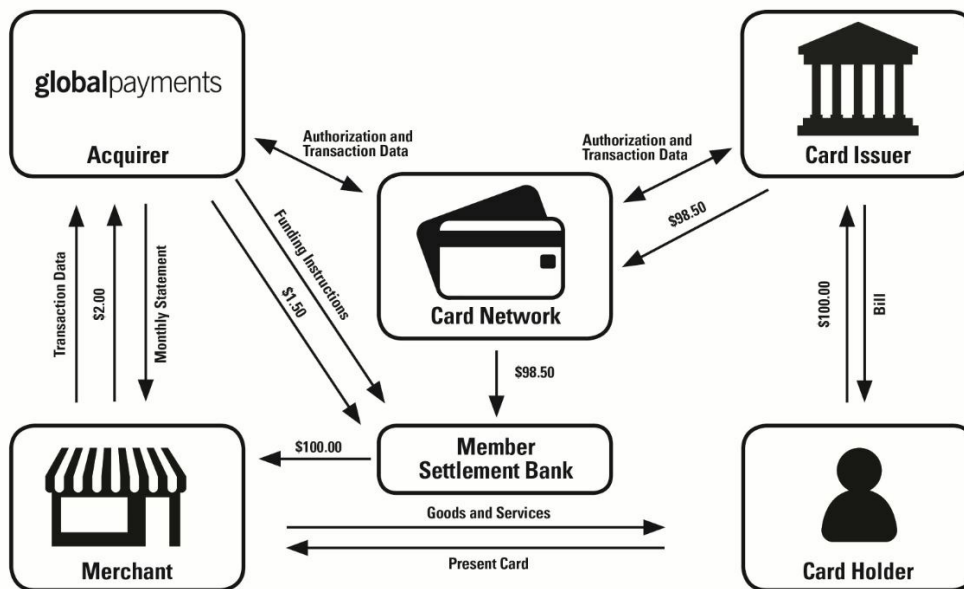 globalpayments
Acquirer
Card Issuer
Authorization and
Transaction Data
Authorization and
Transaction Data
$98.50
Card Network
Funding Instructions
$1.50
Transaction Data
$2.00
Monthly Statement
$100.00
Bill
$98.50
Member
Settlement Bank
$100.00
Goods and Services
Present Card
Merchant
Card Holder